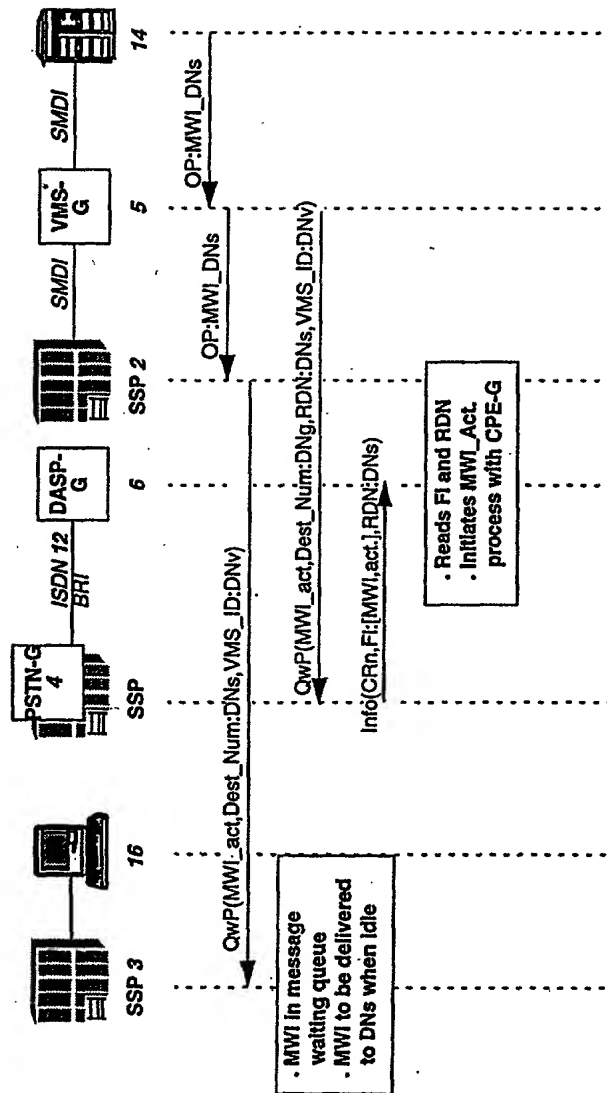 SSP 3
16
PSTN-G
4
SSP
ISDN 12
BRI
DASP-
G
6
SSP 2
SMDI
VMS-
G
5
SMDI
14
OP:MWI_DNs
OP:MWI_DNs
QwP(MWI_act,Dest_Num:DNs,VMS_ID:DNv)
QwP(MWI_act,Dest_Num:DNg,RDN:DNs,VMS_ID:DNv)
Info(CRn,FI:[MWI,act.],RDN:DNs)
• MWI in message
waiting queue
• MWI to be delivered
to DNs when idle
• Reads FI and RDN
• Initiates MWI_Act.
process with CPE-G